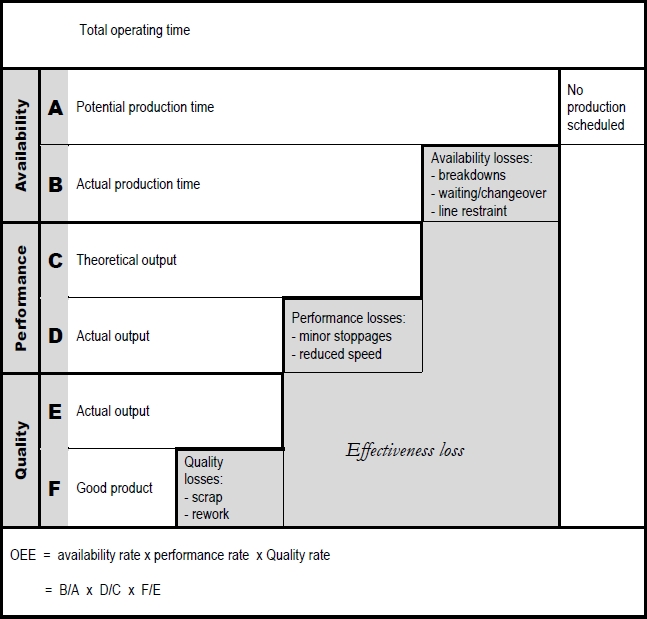 Total operating time
Availability
A Potential production time
No
production
scheduled
B Actual production time
Availability losses:
- breakdowns
- waiting/changeover
- line restraint
Performance
C Theoretical output
D Actual output
Performance losses:
- minor stoppages
- reduced speed
Quality
E Actual output
Effectiveness loss
F Good product
Quality
losses:
- scrap
- rework
OEE = availability rate x performance rate x Quality rate
= B/A x D/C x F/E